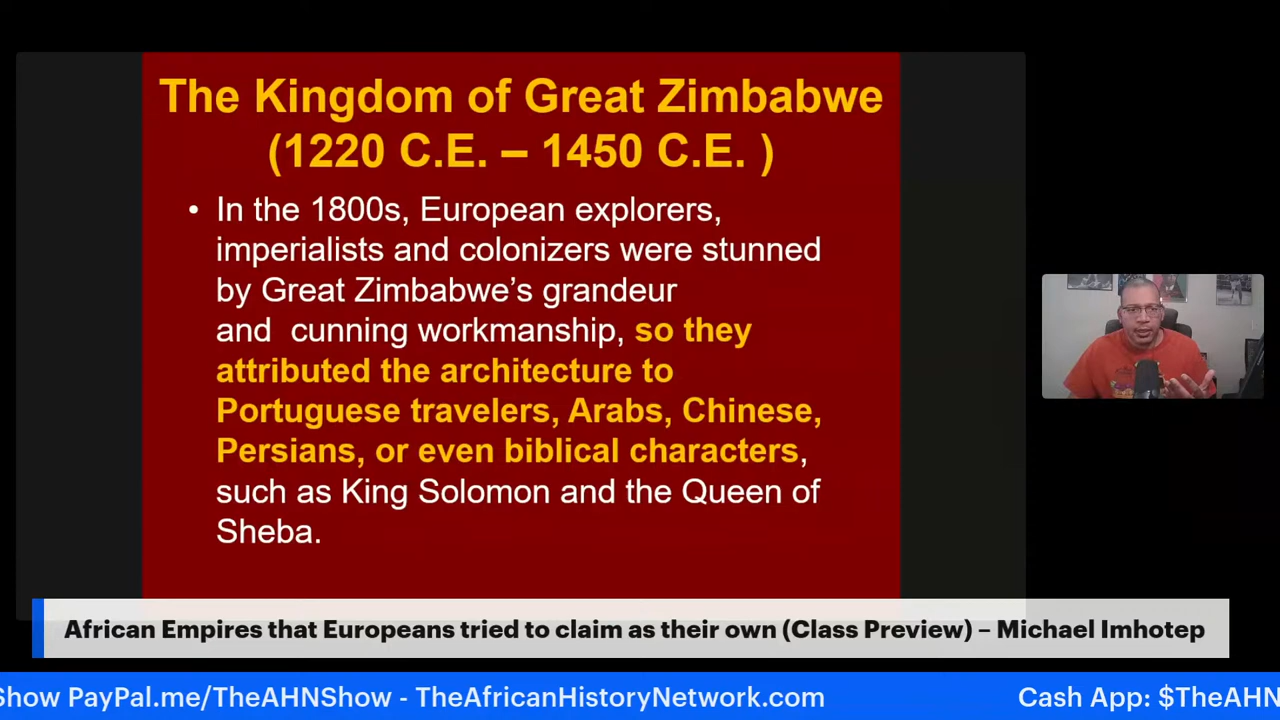 The Kingdom of Great Zimbabwe
(1220 C.E. – 1450 C.E. )
• In the 1800s, European explorers,
imperialists and colonizers were stunned
by Great Zimbabwe’s grandeur
and  cunning workmanship, so they
attributed the architecture to
Portuguese travelers, Arabs, Chinese,
Persians, or even biblical characters,
such as King Solomon and the Queen of
Sheba.
African Empires that Europeans tried to claim as their own (Class Preview) – Michael Imhotep
Show PayPal.me/TheAHNShow - TheAfricanHistoryNetwork.com Cash App: $TheAHN